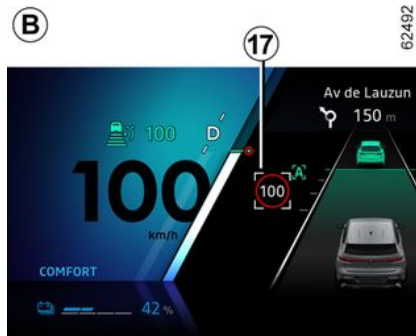 B
17
62492
Av de Lauzun
150 m
100
D
A
100
100
km/h
COMFORT
42 %